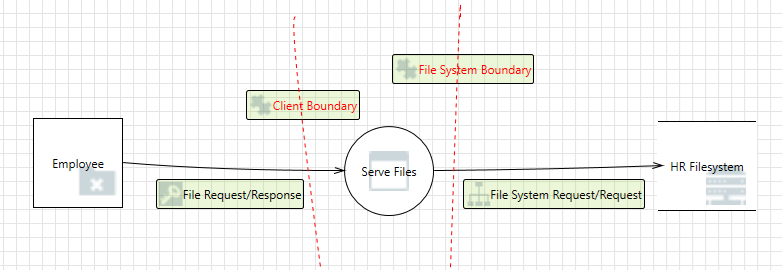 File System Boundary
Client Boundary
Employee
Serve Files
HR Filesystem
File Request/Response
File System Request/Request